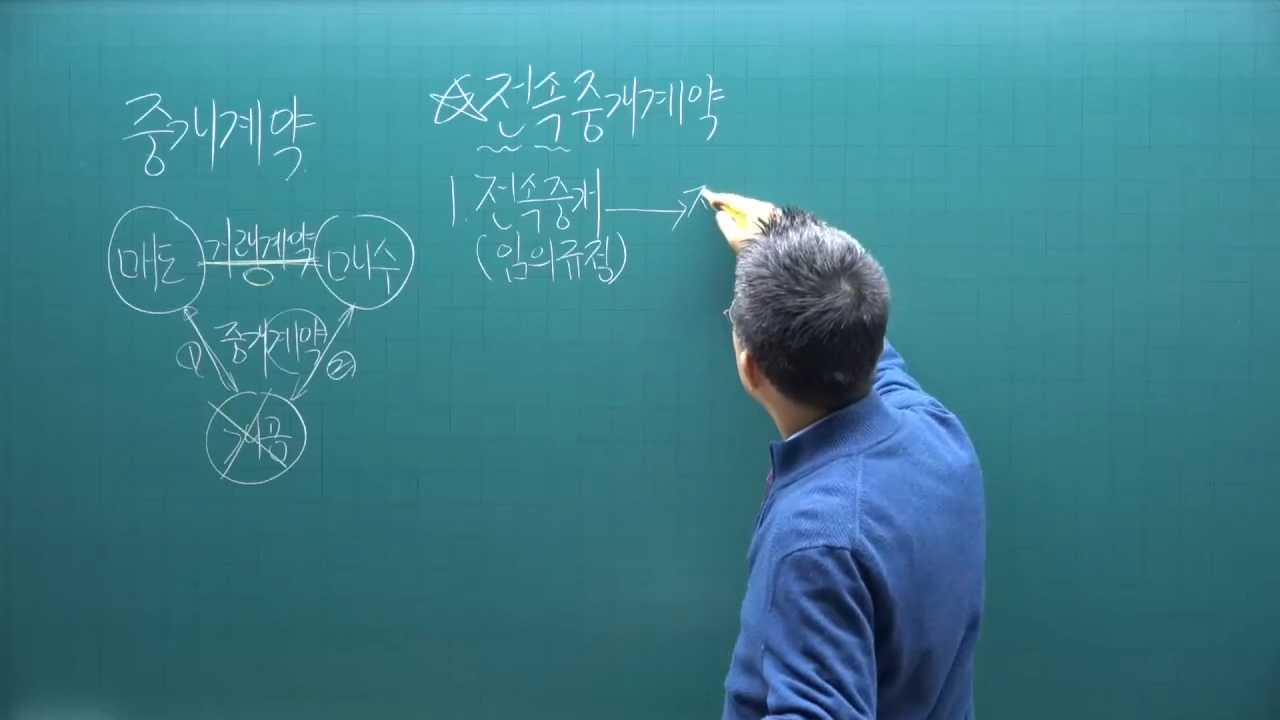 중개계약
매도
거래계약
매수
중개계약
①
②
개공
☆전속중개계약
1. 전속중개 →
(임의규정)